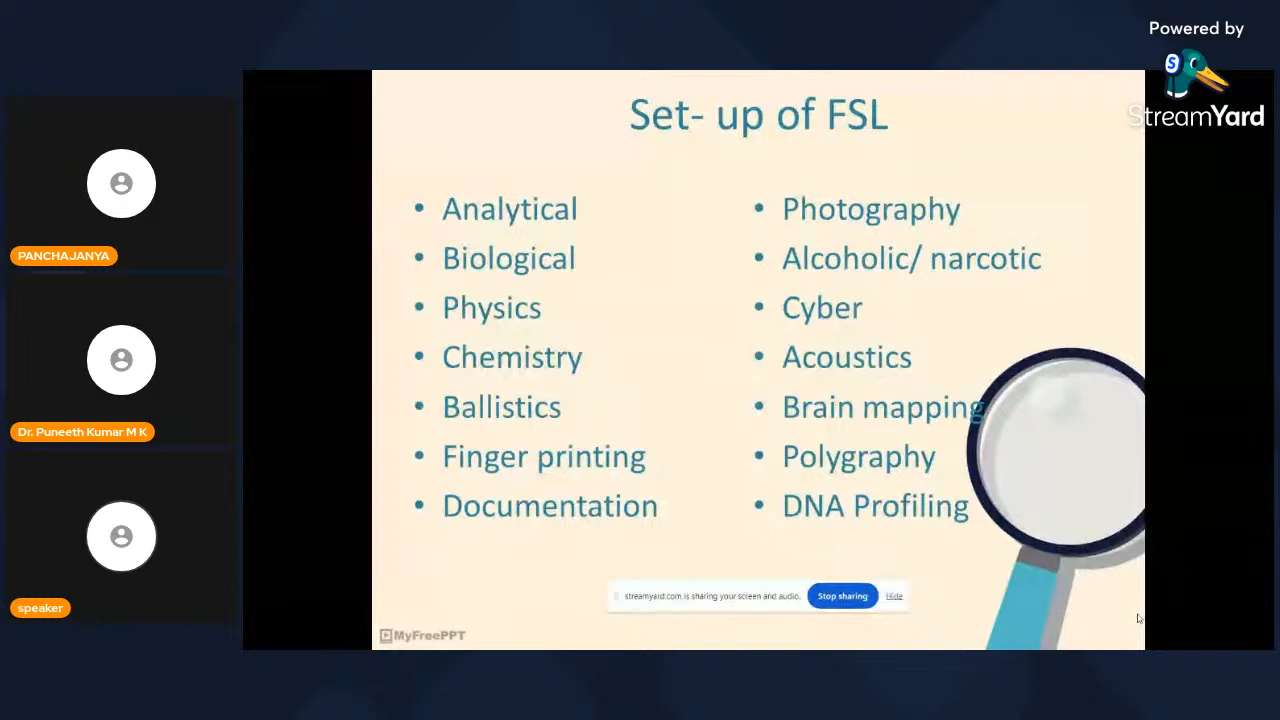 Powered by
S
StreamYard
PANCHAJANYA
Dr. Puneeth Kumar M K
speaker
Set- up of FSL
• Analytical
• Biological
• Physics
• Chemistry
• Ballistics
• Finger printing
• Documentation
• Photography
• Alcoholic/ narcotic
• Cyber
• Acoustics
• Brain mapping
• Polygraphy
• DNA Profiling
streamyard.com is sharing your screen and audio. Stop sharing Hide
MyFreePPT